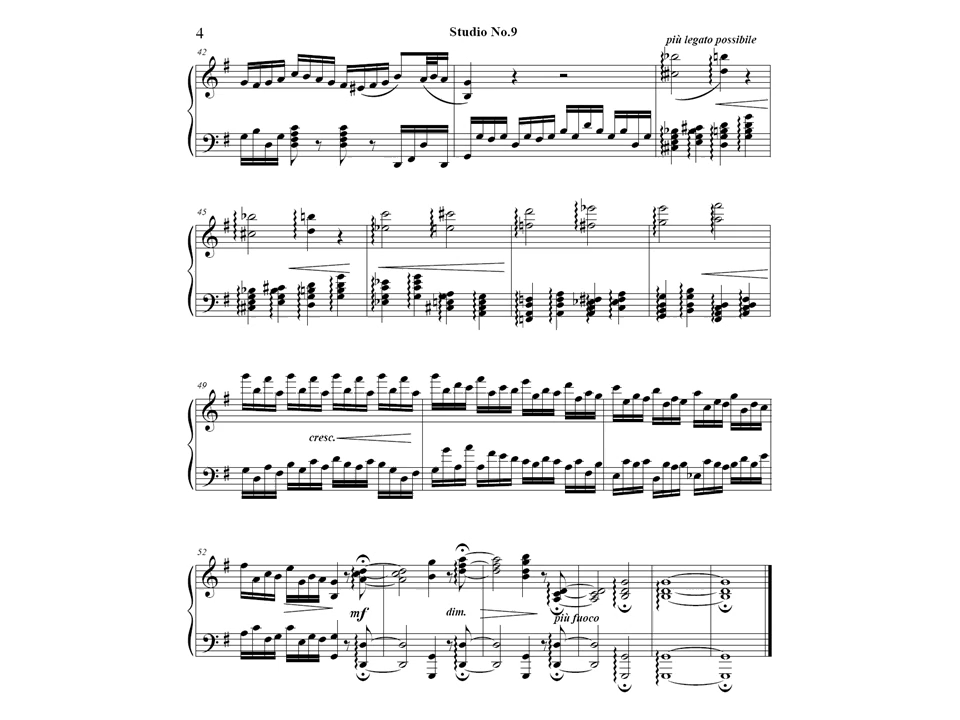 4
Studio No.9
42
più legato possibile
45
49
cresc.
52
mf
dim.
più fuoco